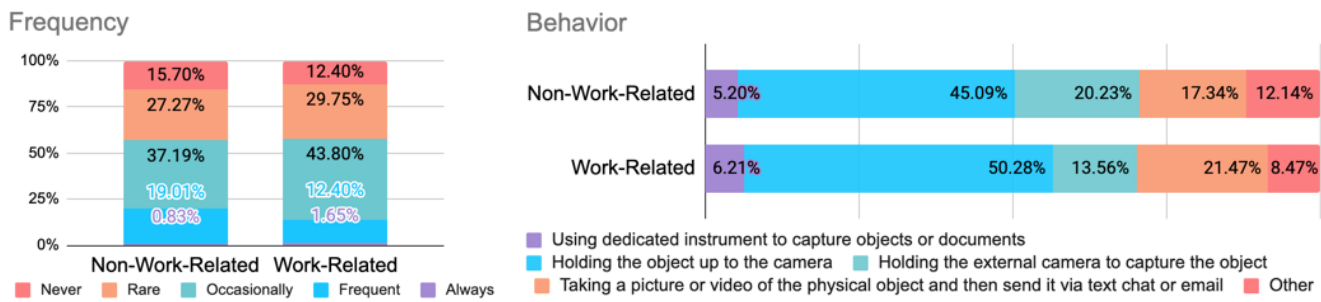 Frequency
100%
75%
50%
25%
0%
15.70%
27.27%
37.19%
19.01%
0.83%
12.40%
29.75%
43.80%
12.40%
1.65%
Non-Work-Related Work-Related
Never Rare Occasionally Frequent Always
Behavior
Non-Work-Related 5.20% 45.09% 20.23% 17.34% 12.14%
Work-Related 6.21% 50.28% 13.56% 21.47% 8.47%
Using dedicated instrument to capture objects or documents
Holding the object up to the camera Holding the external camera to capture the object
Taking a picture or video of the physical object and then send it via text chat or email Other